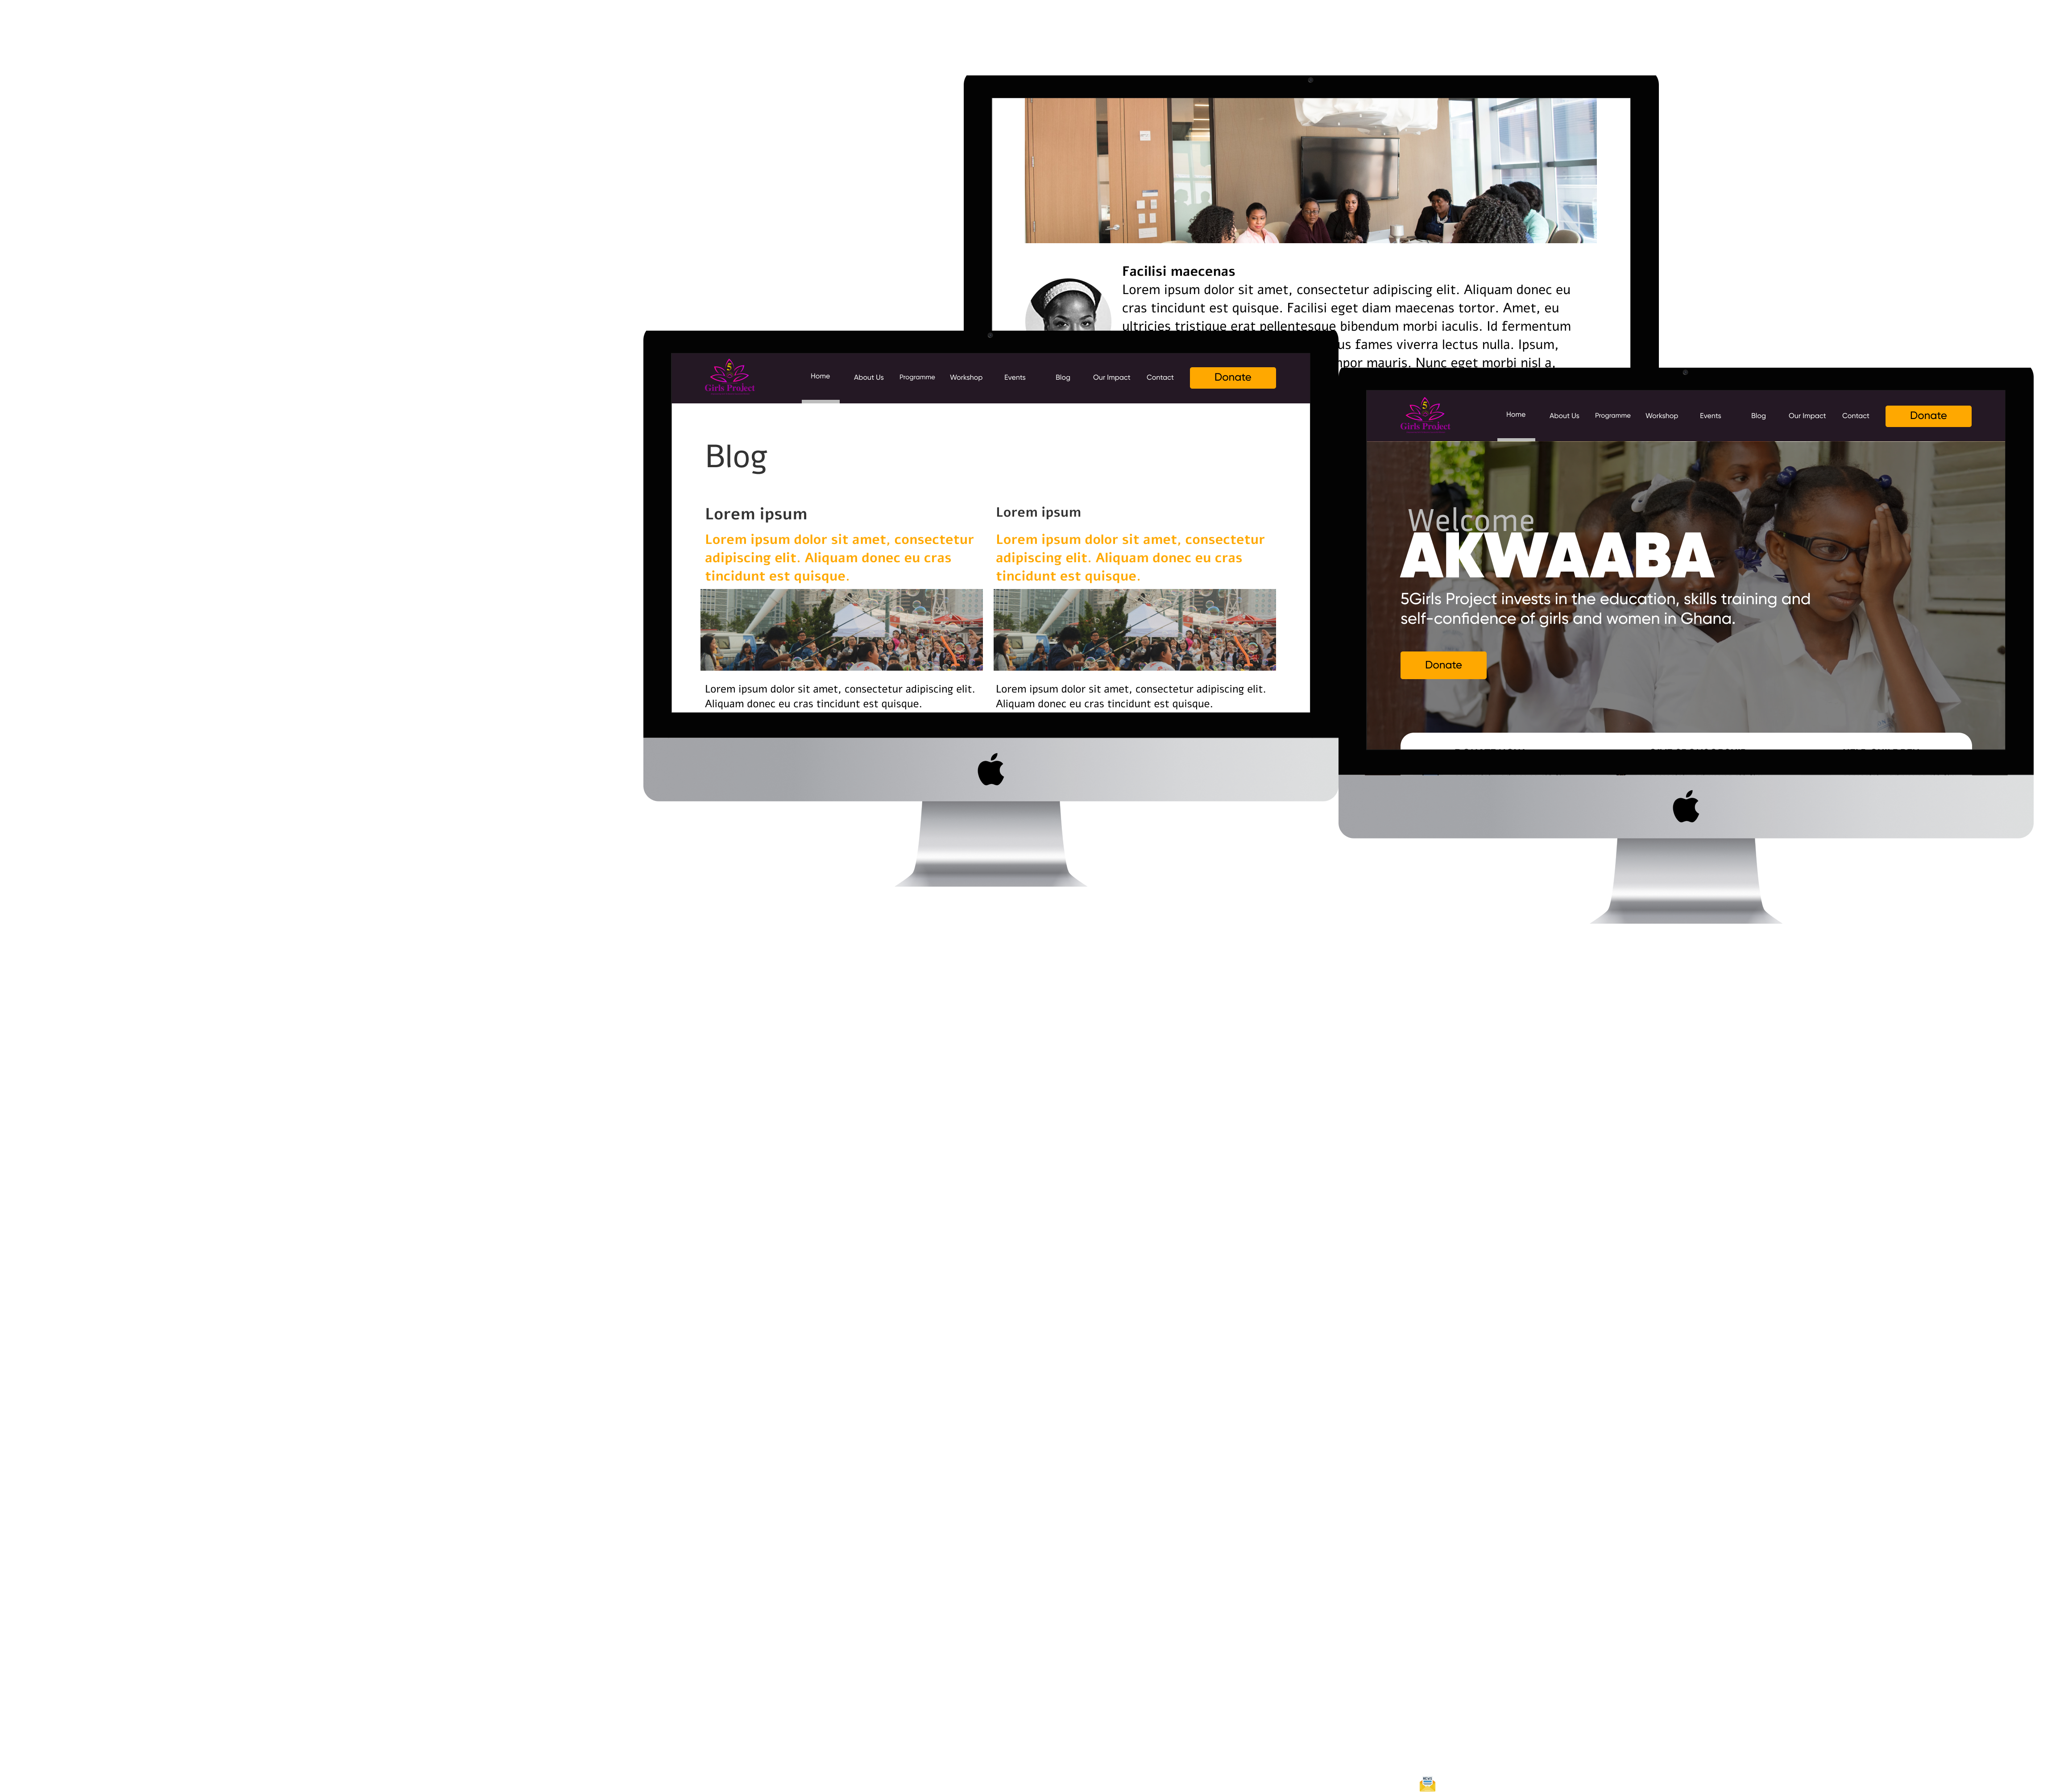 Facilisi maecenas
Lorem ipsum dolor sit amet, consectetur adipiscing elit. Aliquam donec eu
cras tincidunt est quisque. Facilisi eget diam maecenas tortor. Amet, eu
ultricies tristique erat pellentesque bibendum morbi iaculis. Id fermentum
us fames viverra lectus nulla. Ipsum,
mpor mauris. Nunc eget morbi nisl a.
5
Girls Project
Home
About Us
Programme
Workshop
Events
Blog
Our Impact
Contact
Donate
Blog
Lorem ipsum
Lorem ipsum dolor sit amet, consectetur
adipiscing elit. Aliquam donec eu cras
tincidunt est quisque.
Lorem ipsum dolor sit amet, consectetur adipiscing elit.
Aliquam donec eu cras tincidunt est quisque.
Lorem ipsum
Lorem ipsum dolor sit amet, consectetur
adipiscing elit. Aliquam donec eu cras
tincidunt est quisque.
Lorem ipsum dolor sit amet, consectetur adipiscing elit.
Aliquam donec eu cras tincidunt est quisque.
5
Girls Project
Home
About Us
Programme
Workshop
Events
Blog
Our Impact
Contact
Donate
Welcome
AKWAABA
5Girls Project invests in the education, skills training and
self-confidence of girls and women in Ghana.
Donate
NEWS